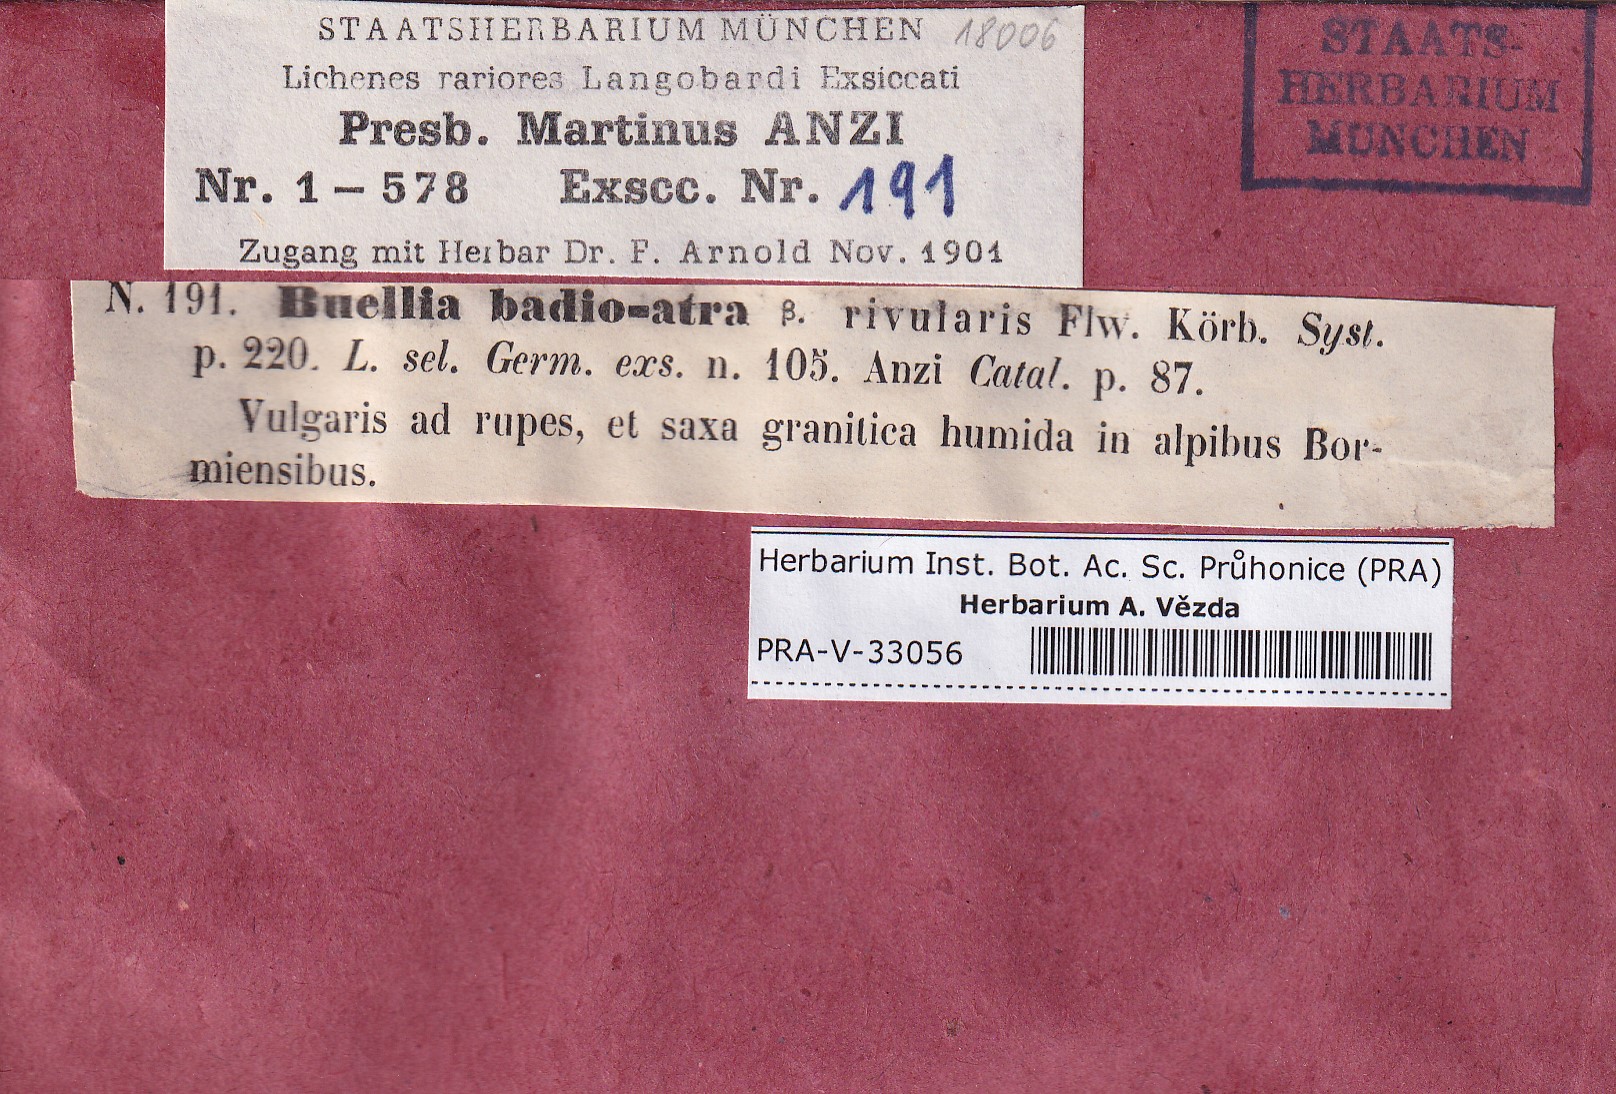 STAATSHERBARIUM MÜNCHEN 18006
Lichenes rariores Langobardi Exsiccati
Presb. Martinus ANZI
Nr. 1 – 578 Exscc. Nr. 191
Zugang mit Herbar Dr. F. Arnold Nov. 1901
STAATS-
HERBARIUM
MÜNCHEN
N. 191. Buellia badio-atra β. rivularis Flw. Körb. Syst.
p. 220. L. sel. Germ. exs. n. 105. Anzi Catal. p. 87.
Vulgaris ad rupes, et saxa granitica humida in alpibus Bor-
miensibus.
Herbarium Inst. Bot. Ac. Sc. Průhonice (PRA)
Herbarium A. Vězda
PRA-V-33056